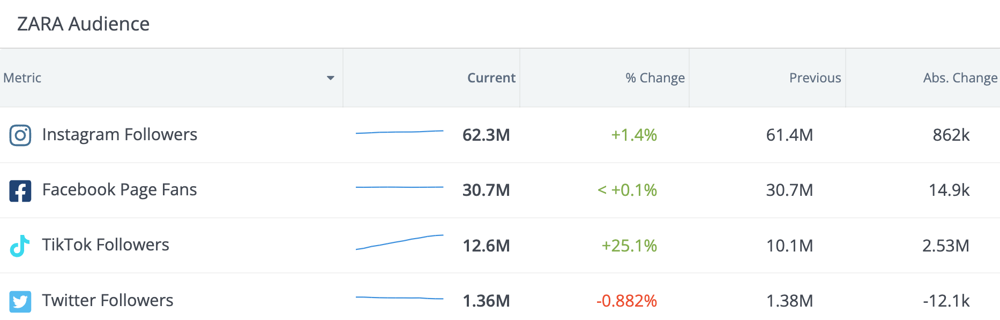 ZARA Audience
Metric Current % Change Previous Abs. Change
Instagram Followers 62.3M +1.4% 61.4M 862k
Facebook Page Fans 30.7M < +0.1% 30.7M 14.9k
TikTok Followers 12.6M +25.1% 10.1M 2.53M
Twitter Followers 1.36M -0.882% 1.38M -12.1k